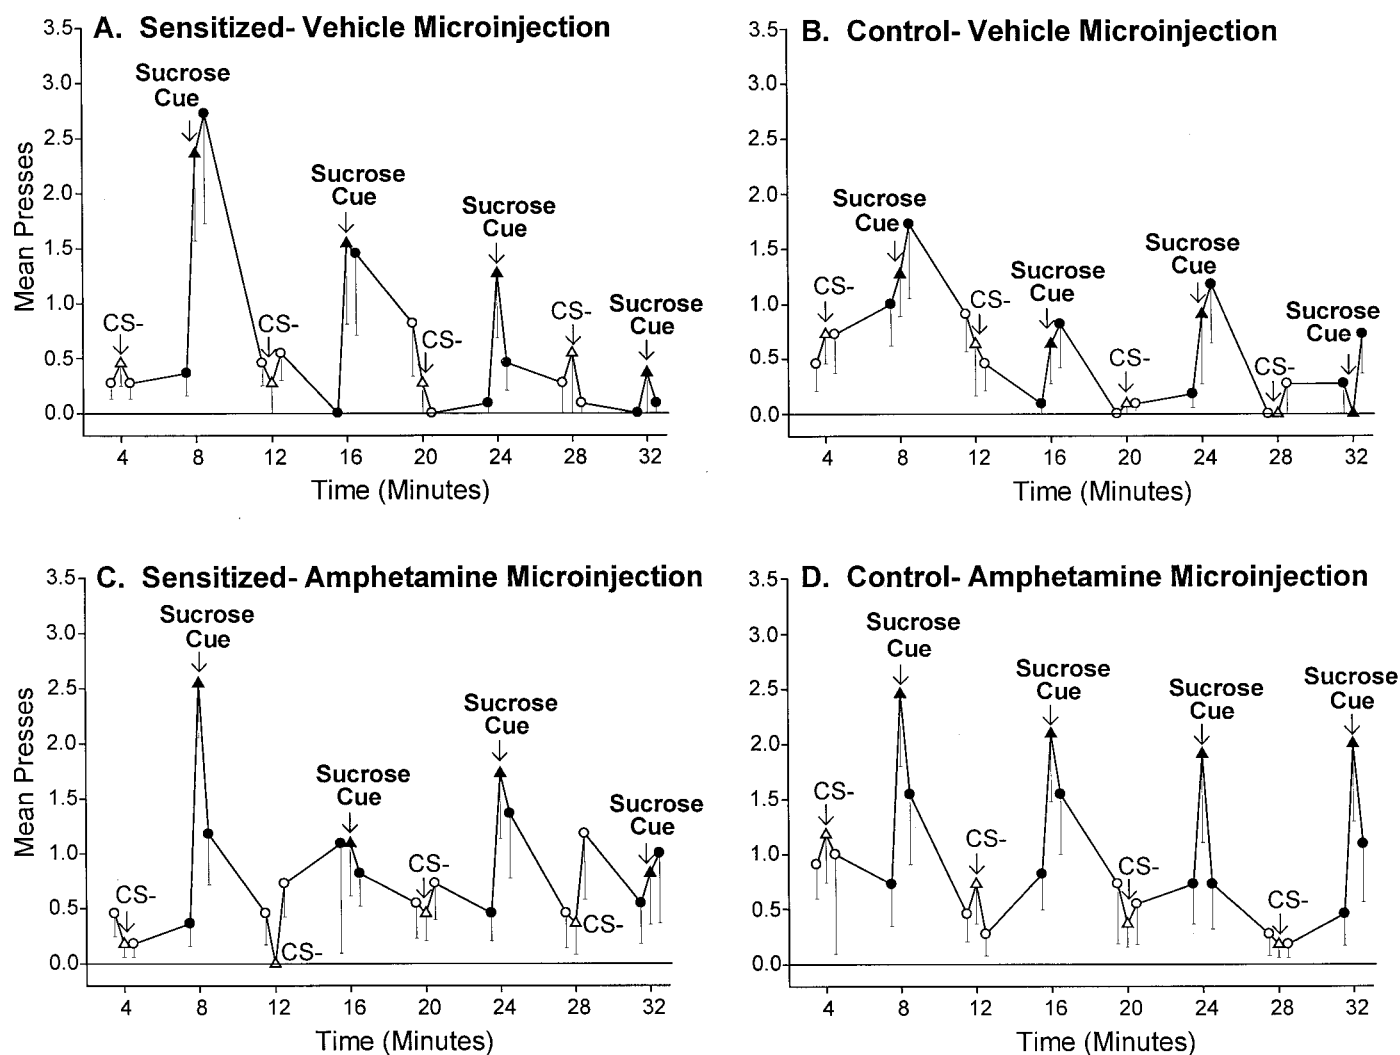 A. Sensitized- Vehicle Microinjection
3.5
3.0
2.5
2.0
1.5
1.0
0.5
0.0
Mean Presses
CS-
Sucrose
Cue
CS-
Sucrose
Cue
CS-
Sucrose
Cue
CS-
Sucrose
Cue
4 8 12 16 20 24 28 32
Time (Minutes)
B. Control- Vehicle Microinjection
3.5
3.0
2.5
2.0
1.5
1.0
0.5
0.0
CS-
Sucrose
Cue
CS-
Sucrose
Cue
CS-
Sucrose
Cue
CS-
Sucrose
Cue
4 8 12 16 20 24 28 32
Time (Minutes)
C. Sensitized- Amphetamine Microinjection
3.5
3.0
2.5
2.0
1.5
1.0
0.5
0.0
Mean Presses
CS-
Sucrose
Cue
CS-
Sucrose
Cue
CS-
Sucrose
Cue
CS-
Sucrose
Cue
4 8 12 16 20 24 28 32
Time (Minutes)
D. Control- Amphetamine Microinjection
3.5
3.0
2.5
2.0
1.5
1.0
0.5
0.0
CS-
Sucrose
Cue
CS-
Sucrose
Cue
CS-
Sucrose
Cue
CS-
Sucrose
Cue
4 8 12 16 20 24 28 32
Time (Minutes)